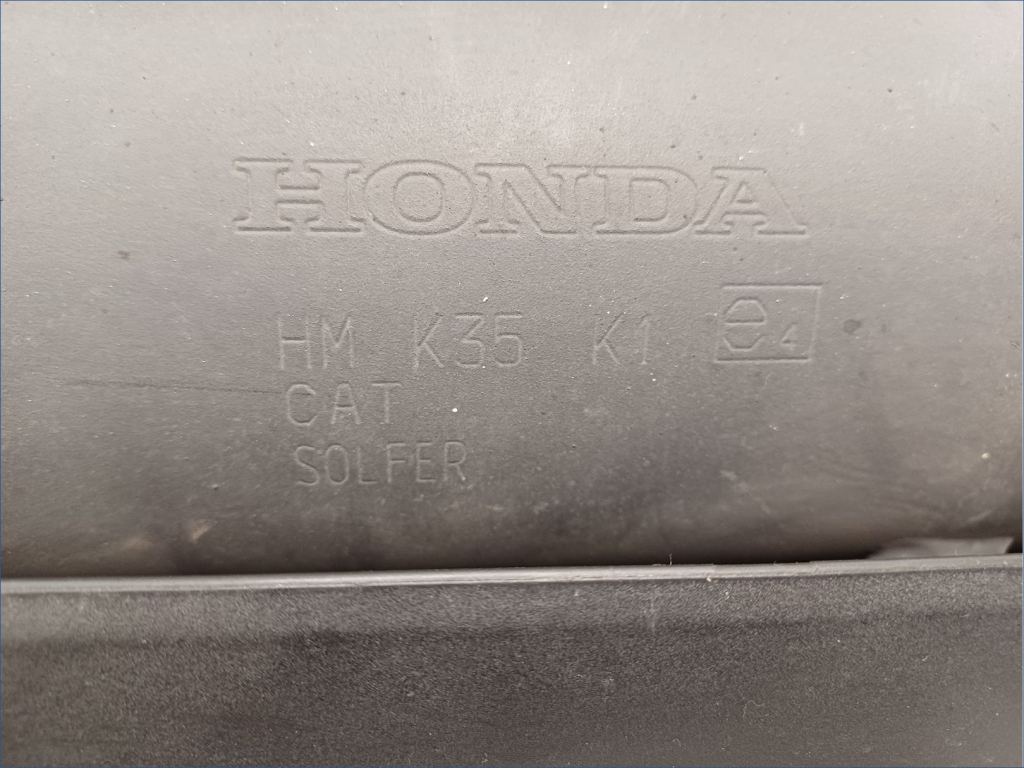 HONDA
HM K35 K1 e4
CAT
SOLFER